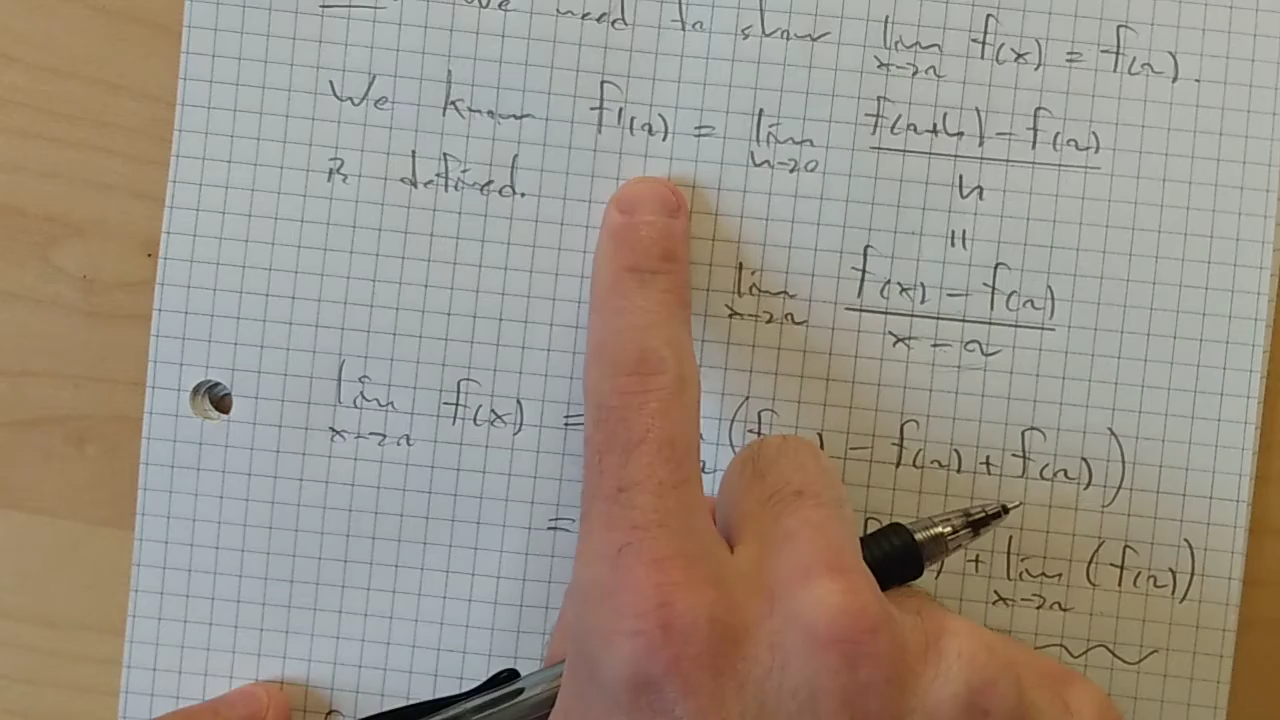 We need to show lim x→a f(x) = f(a).
We know f'(a) = lim h→0 f(a+h) - f(a) / h
is defined.
=
lim x→a f(x) - f(a) / x - a
lim x→a f(x) = ( - f(a) + f(a) )
= + lim x→a (f(a))